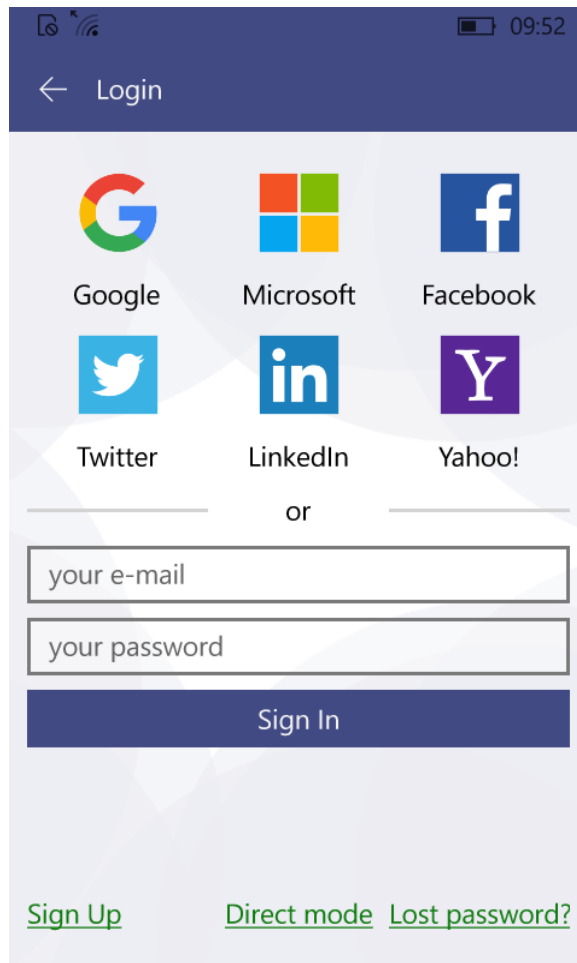 09:52
Login
Google Microsoft Facebook
Twitter LinkedIn Yahoo!
or
your e-mail
your password
Sign In
Sign Up Direct mode Lost password?